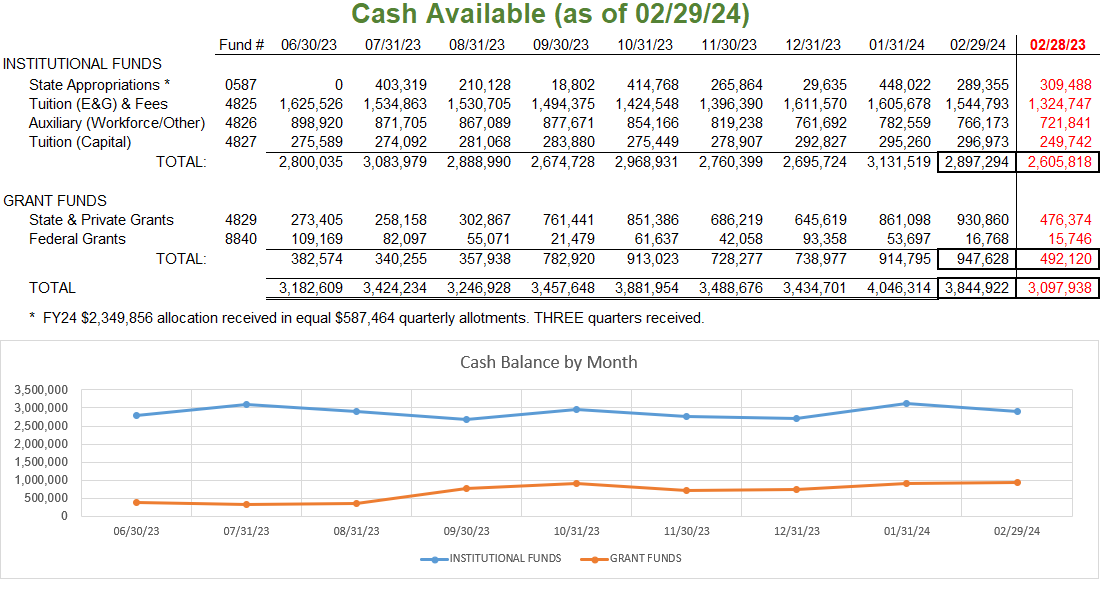 Cash Available (as of 02/29/24)
Fund # 06/30/23 07/31/23 08/31/23 09/30/23 10/31/23 11/30/23 12/31/23 01/31/24 02/29/24 02/28/23
INSTITUTIONAL FUNDS
State Appropriations * 0587 0 403,319 210,128 18,802 414,768 265,864 29,635 448,022 289,355 309,488
Tuition (E&G) & Fees 4825 1,625,526 1,534,863 1,530,705 1,494,375 1,424,548 1,396,390 1,611,570 1,605,678 1,544,793 1,324,747
Auxiliary (Workforce/Other) 4826 898,920 871,705 867,089 877,671 854,166 819,238 761,692 782,559 766,173 721,841
Tuition (Capital) 4827 275,589 274,092 281,068 283,880 275,449 278,907 292,827 295,260 296,973 249,742
TOTAL: 2,800,035 3,083,979 2,888,990 2,674,728 2,968,931 2,760,399 2,695,724 3,131,519 2,897,294 2,605,818
GRANT FUNDS
State & Private Grants 4829 273,405 258,158 302,867 761,441 851,386 686,219 645,619 861,098 930,860 476,374
Federal Grants 8840 109,169 82,097 55,071 21,479 61,637 42,058 93,358 53,697 16,768 15,746
TOTAL: 382,574 340,255 357,938 782,920 913,023 728,277 738,977 914,795 947,628 492,120
TOTAL 3,182,609 3,424,234 3,246,928 3,457,648 3,881,954 3,488,676 3,434,701 4,046,314 3,844,922 3,097,938
* FY24 $2,349,856 allocation received in equal $587,464 quarterly allotments. THREE quarters received.
Cash Balance by Month
3,500,000
3,000,000
2,500,000
2,000,000
1,500,000
1,000,000
500,000
0
06/30/23 07/31/23 08/31/23 09/30/23 10/31/23 11/30/23 12/31/23 01/31/24 02/29/24
INSTITUTIONAL FUNDS GRANT FUNDS